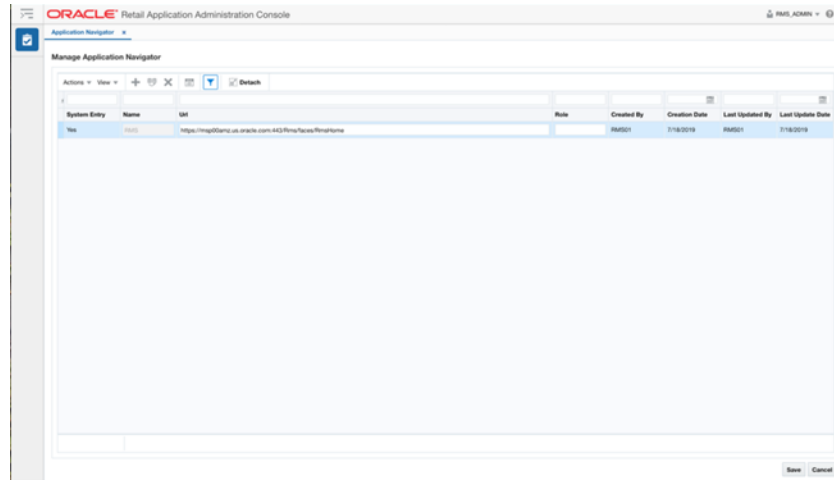 ORACLE Retail Application Administration Console
RMS_ADMIN
Application Navigator ×
Manage Application Navigator
Actions View Detach
System Entry Name Url Role Created By Creation Date Last Updated By Last Update Date
Yes RMS https://msp00amz.us.oracle.com:443/Rms/faces/RmsHome RMS01 7/18/2019 RMS01 7/18/2019
Save Cancel